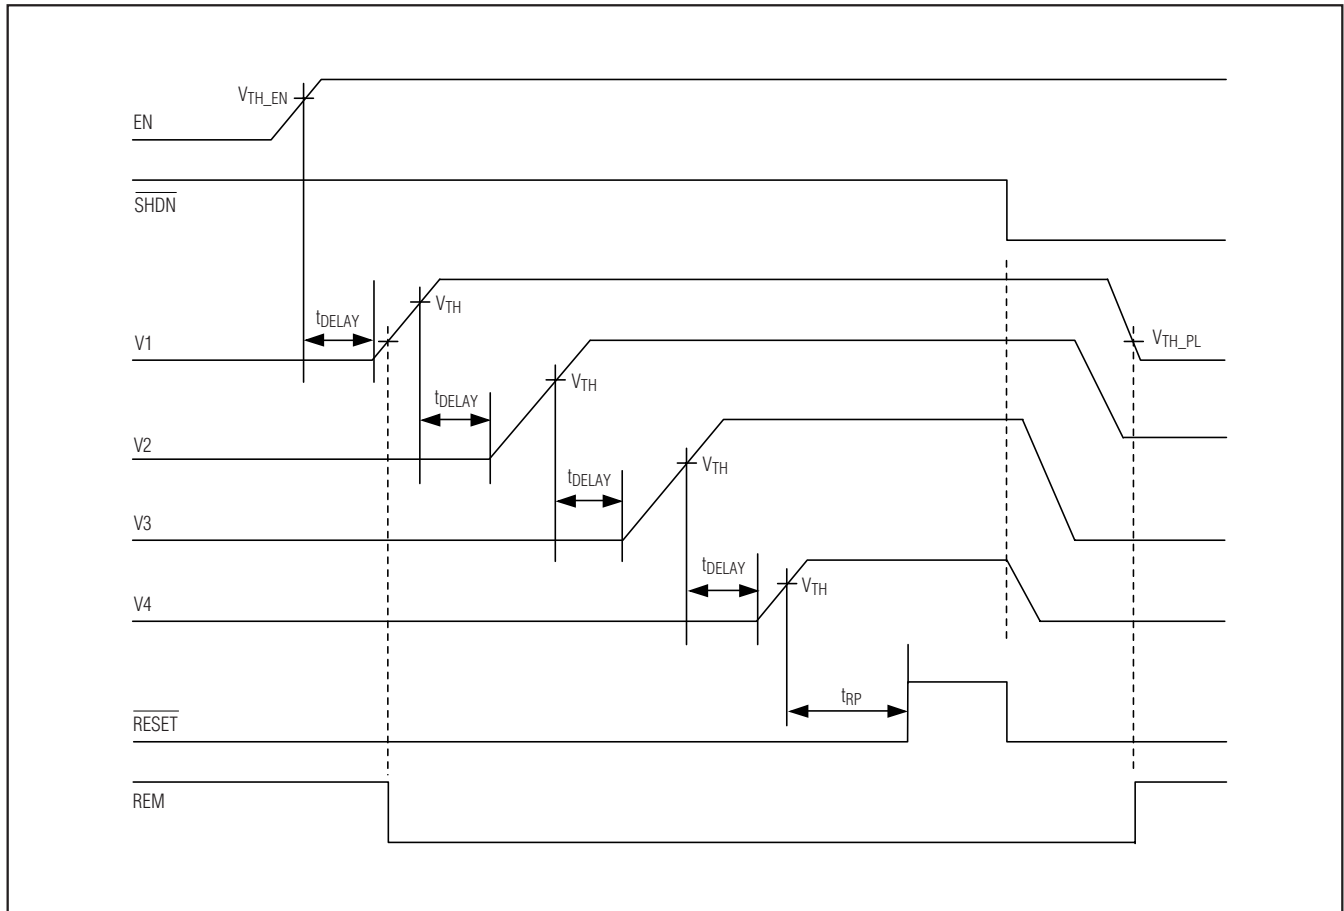 V_TH_EN
EN
SHDN
V_TH
t_DELAY
V1
V_TH_PL
V_TH
t_DELAY
V2
V_TH
t_DELAY
V3
t_DELAY
V_TH
V4
t_RP
RESET
REM